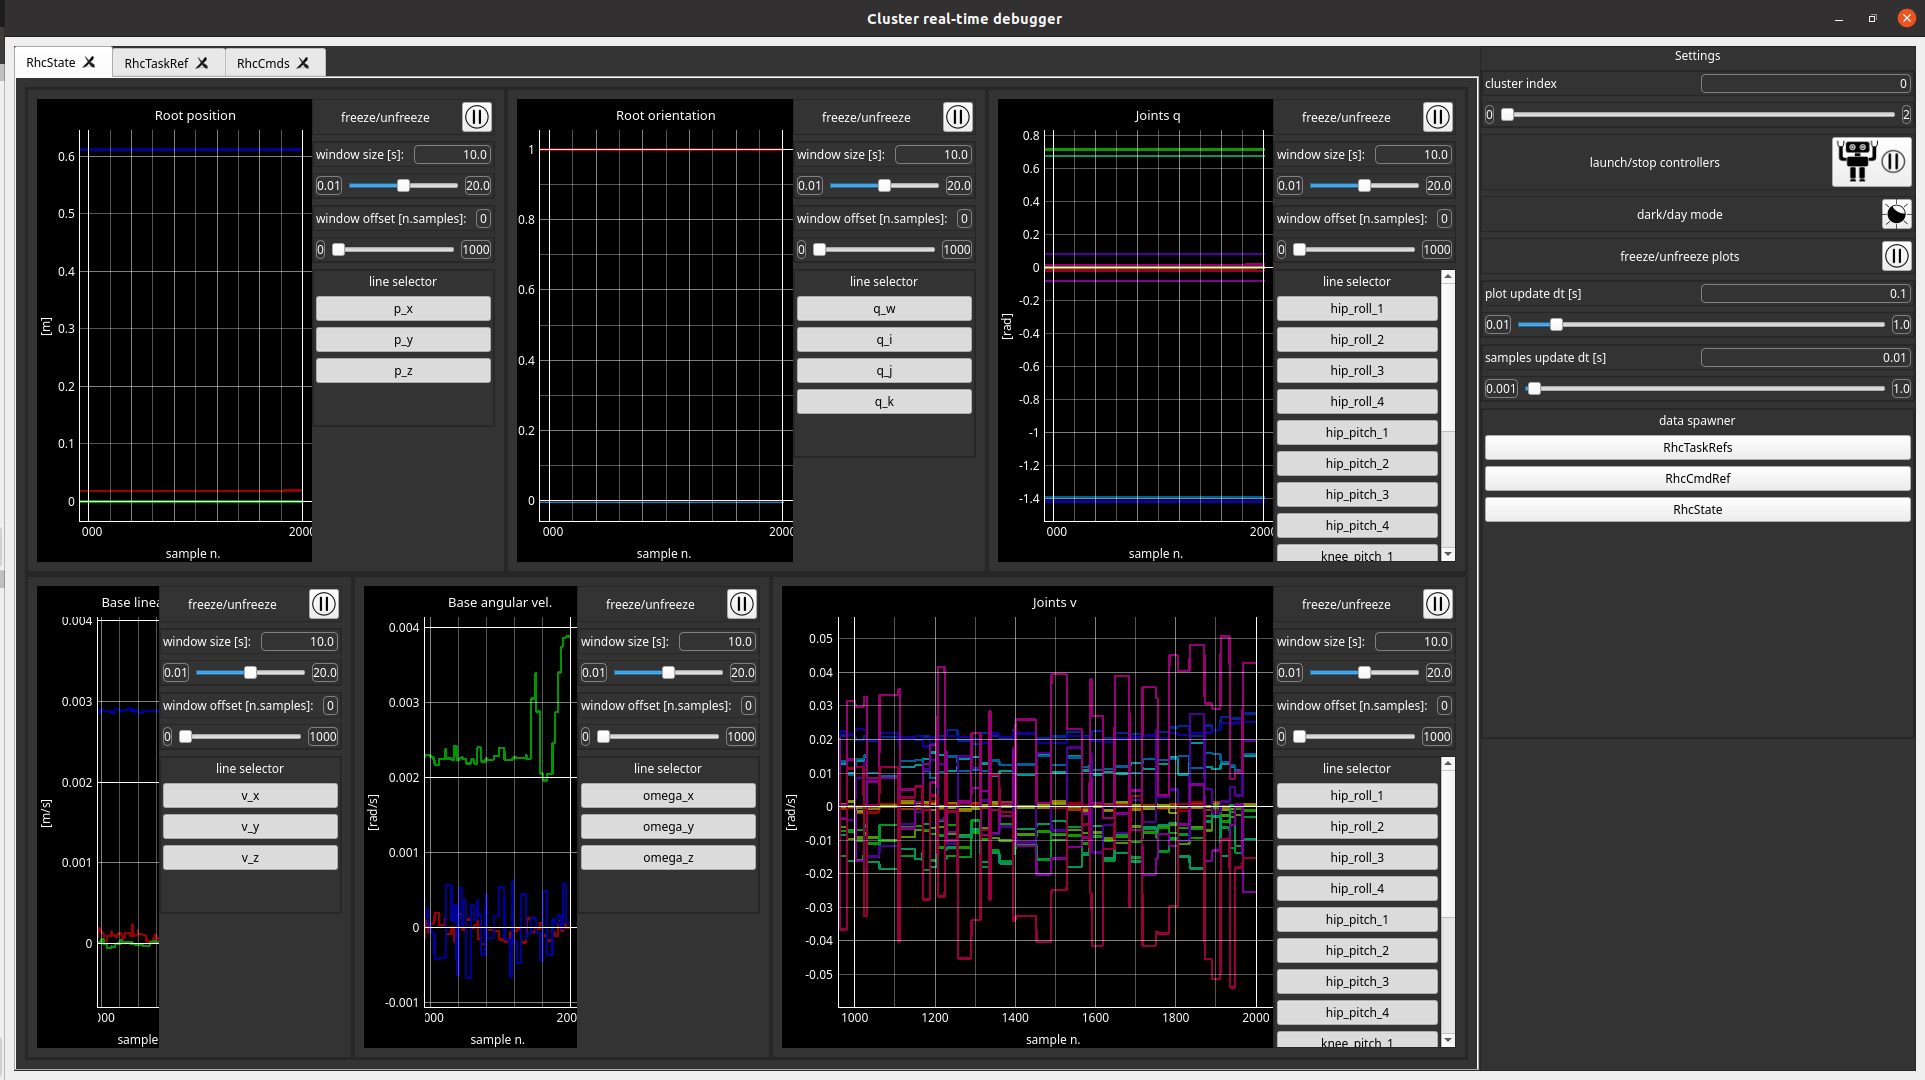 Cluster real-time debugger
RhcState
RhcTaskRef
RhcCmds
Root position
0.6
0.5
0.4
0.3
0.2
0.1
0
[m]
000
2000
sample n.
freeze/unfreeze
window size [s]:
10.0
0.01
20.0
window offset [n.samples]:
0
0
1000
line selector
p_x
p_y
p_z
Root orientation
1
0.8
0.6
0.4
0.2
0
000
2000
sample n.
freeze/unfreeze
window size [s]:
10.0
0.01
20.0
window offset [n.samples]:
0
0
1000
line selector
q_w
q_i
q_j
q_k
Joints q
0.8
0.6
0.4
0.2
0
-0.2
-0.4
-0.6
-0.8
-1
-1.2
-1.4
[rad]
000
2000
sample n.
freeze/unfreeze
window size [s]:
10.0
0.01
20.0
window offset [n.samples]:
0
0
1000
line selector
hip_roll_1
hip_roll_2
hip_roll_3
hip_roll_4
hip_pitch_1
hip_pitch_2
hip_pitch_3
hip_pitch_4
knee_pitch_1
Base linea
0.004
0.003
0.002
0.001
0
[m/s]
000
sample
freeze/unfreeze
window size [s]:
10.0
0.01
20.0
window offset [n.samples]:
0
0
1000
line selector
v_x
v_y
v_z
Base angular vel.
0.004
0.003
0.002
0.001
0
-0.001
[rad/s]
000
200
sample n.
freeze/unfreeze
window size [s]:
10.0
0.01
20.0
window offset [n.samples]:
0
0
1000
line selector
omega_x
omega_y
omega_z
Joints v
0.05
0.04
0.03
0.02
0.01
0
-0.01
-0.02
-0.03
-0.04
-0.05
[rad/s]
1000
1200
1400
1600
1800
2000
sample n.
freeze/unfreeze
window size [s]:
10.0
0.01
20.0
window offset [n.samples]:
0
0
1000
line selector
hip_roll_1
hip_roll_2
hip_roll_3
hip_roll_4
hip_pitch_1
hip_pitch_2
hip_pitch_3
hip_pitch_4
knee_pitch_1
Settings
cluster index
0
0
2
launch/stop controllers
dark/day mode
freeze/unfreeze plots
plot update dt [s]
0.1
0.01
1.0
samples update dt [s]
0.01
0.001
1.0
data spawner
RhcTaskRefs
RhcCmdRef
RhcState